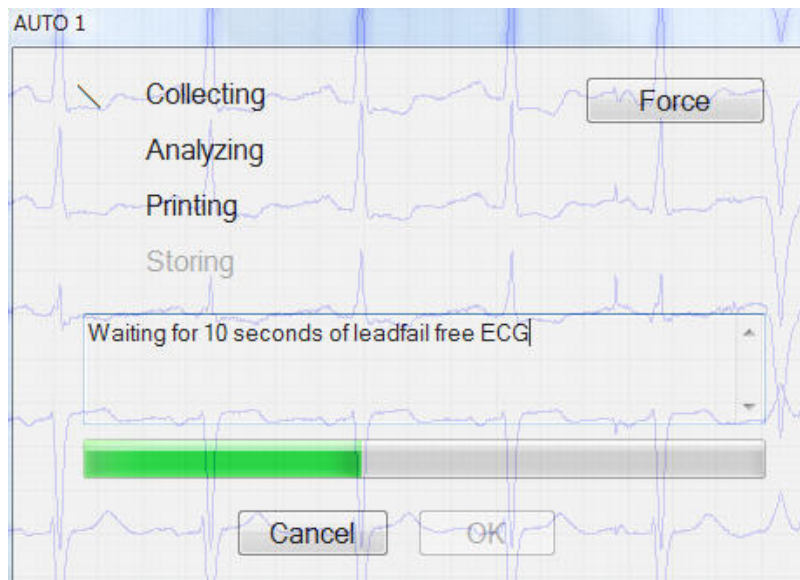 AUTO 1
Collecting
Force
Analyzing
Printing
Storing
Waiting for 10 seconds of leadfail free ECG
Cancel
OK